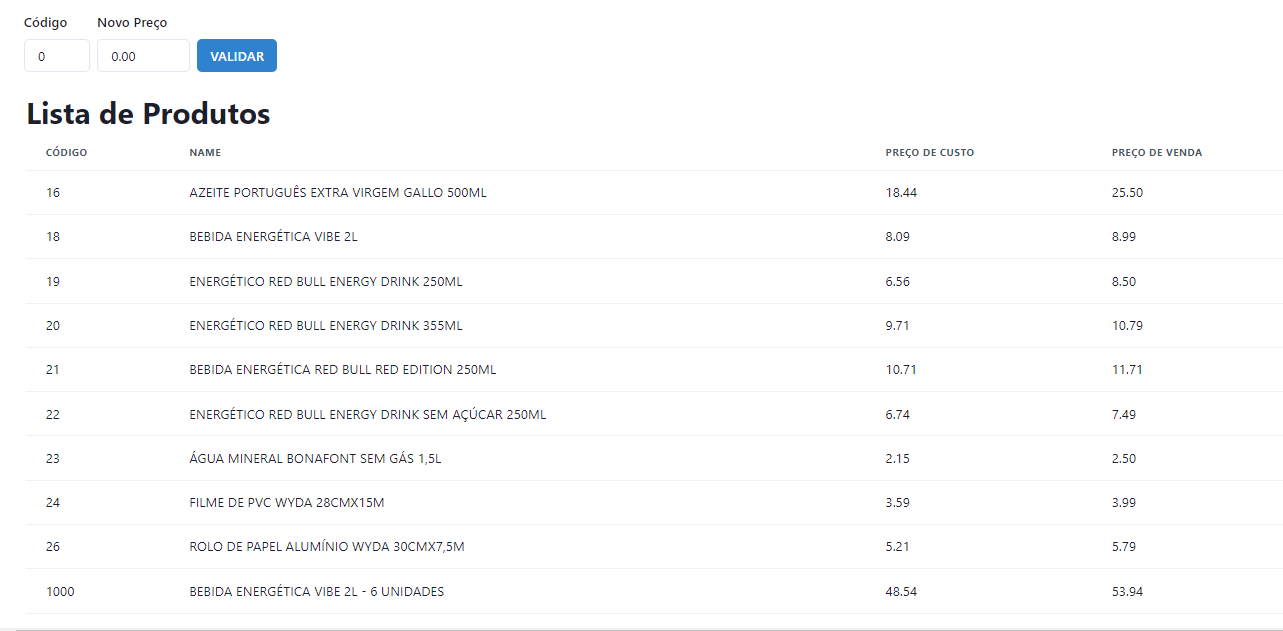 Código Novo Preço
0 0.00 VALIDAR
Lista de Produtos
CÓDIGO NAME PREÇO DE CUSTO PREÇO DE VENDA
16 AZEITE PORTUGUÊS EXTRA VIRGEM GALLO 500ML 18.44 25.50
18 BEBIDA ENERGÉTICA VIBE 2L 8.09 8.99
19 ENERGÉTICO RED BULL ENERGY DRINK 250ML 6.56 8.50
20 ENERGÉTICO RED BULL ENERGY DRINK 355ML 9.71 10.79
21 BEBIDA ENERGÉTICA RED BULL RED EDITION 250ML 10.71 11.71
22 ENERGÉTICO RED BULL ENERGY DRINK SEM AÇÚCAR 250ML 6.74 7.49
23 ÁGUA MINERAL BONAFONT SEM GÁS 1,5L 2.15 2.50
24 FILME DE PVC WYDA 28CMX15M 3.59 3.99
26 ROLO DE PAPEL ALUMÍNIO WYDA 30CMX7,5M 5.21 5.79
1000 BEBIDA ENERGÉTICA VIBE 2L - 6 UNIDADES 48.54 53.94